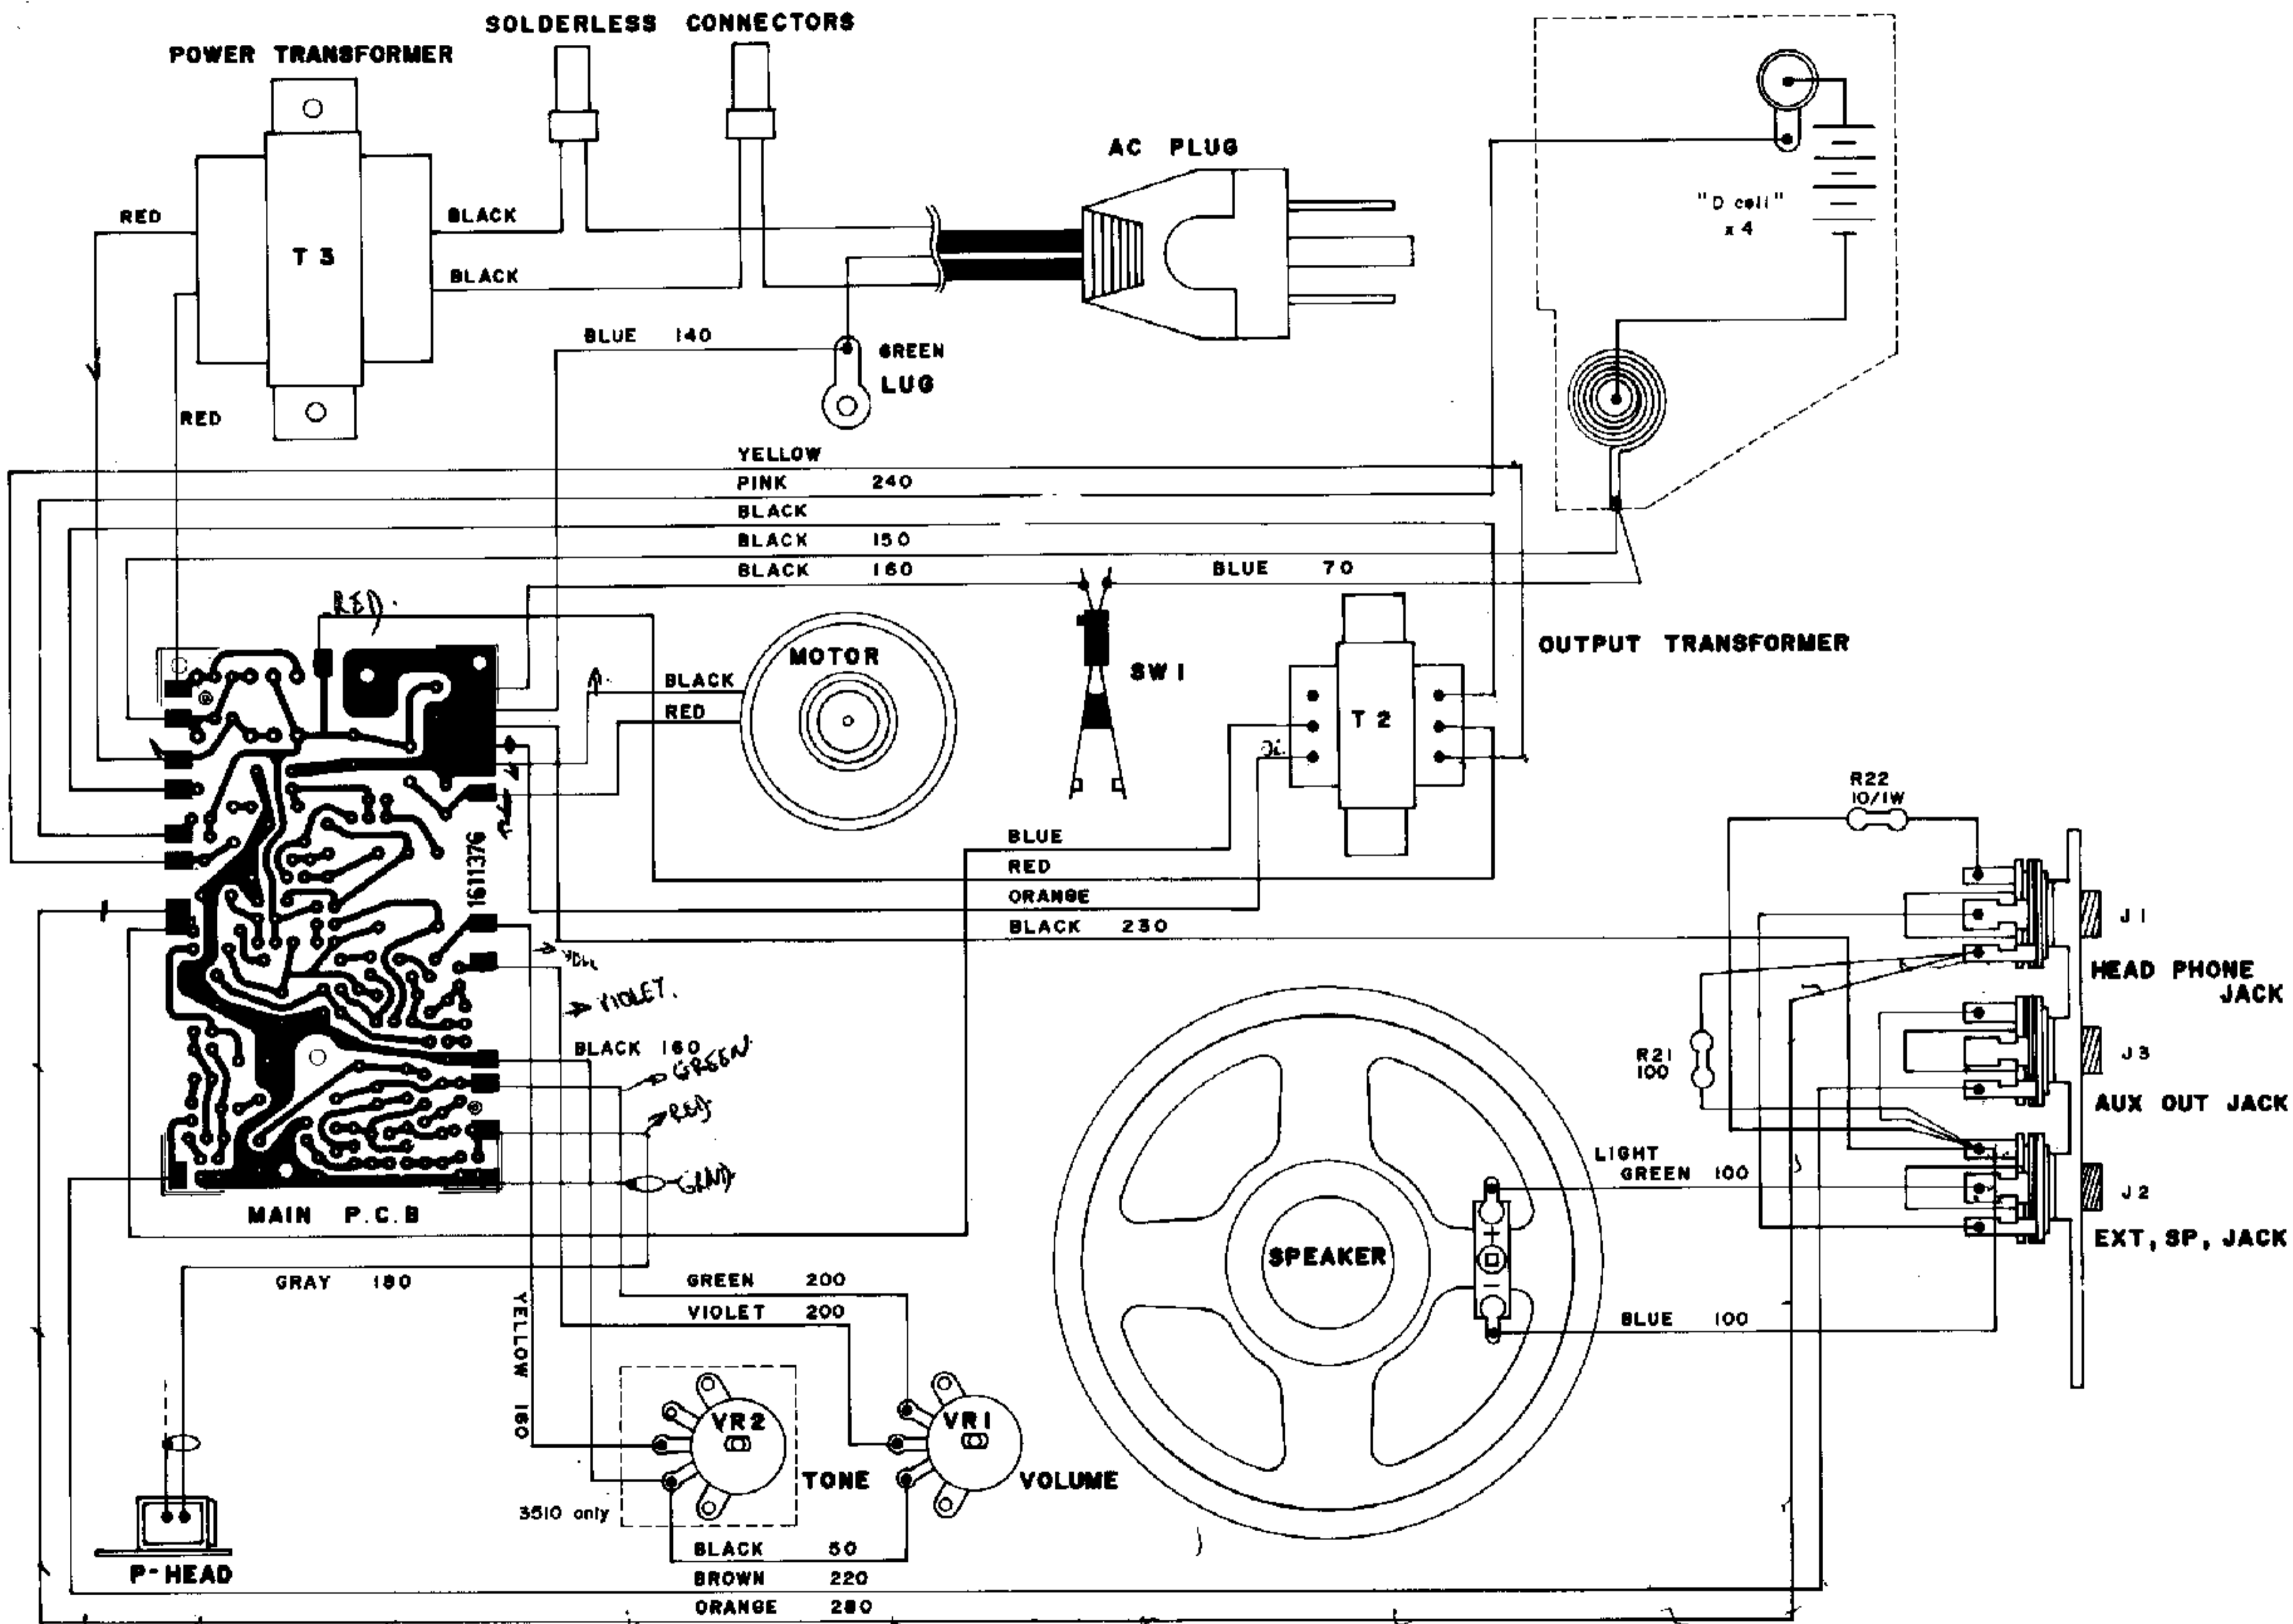 SOLDERLESS CONNECTORS
POWER TRANSFORMER
AC PLUG
"D cell"
x 4
RED
BLACK
T 3
BLACK
BLUE 140
GREEN
LUG
RED
YELLOW
PINK 240
BLACK
BLACK 150
BLACK 160
BLUE 70
RED
OUTPUT TRANSFORMER
MOTOR
SW 1
BLACK
RED
T 2
R22
10/1W
BLUE
RED
ORANGE
BLACK 230
1611376
J 1
HEAD PHONE
JACK
VIOLET.
BLACK 160
GREEN
RED
GRND
R21
100
J 3
AUX OUT JACK
LIGHT
GREEN 100
J 2
EXT, SP, JACK
MAIN P.C.B
SPEAKER
GRAY 180
GREEN 200
VIOLET 200
YELLOW 160
BLUE 100
VR2
VR1
TONE
VOLUME
3510 only
P-HEAD
BLACK 50
BROWN 220
ORANGE 280